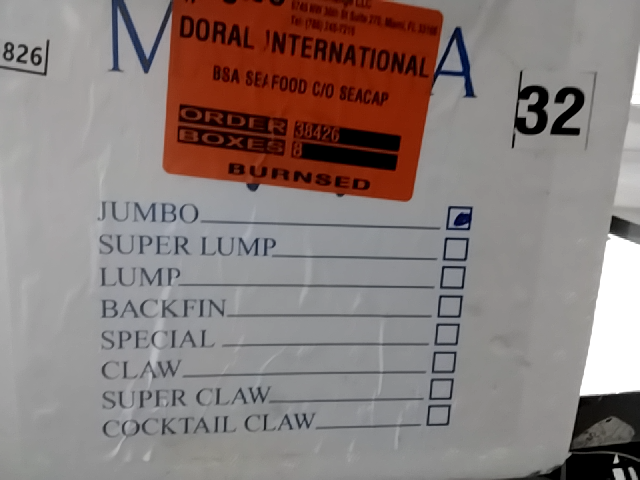 826
M A
DORAL INTERNATIONAL
BSA SEAFOOD C/O SEACAP
ORDER 38426
BOXES 8
BURNSED
32
JUMBO
SUPER LUMP
LUMP
BACKFIN
SPECIAL
CLAW
SUPER CLAW
COCKTAIL CLAW